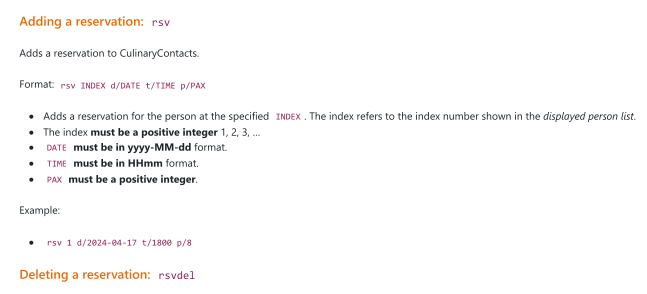 Adding a reservation: rsv
Adds a reservation to CulinaryContacts.
Format: rsv INDEX d/DATE t/TIME p/PAX
• Adds a reservation for the person at the specified INDEX . The index refers to the index number shown in the displayed person list.
• The index must be a positive integer 1, 2, 3, …
• DATE must be in yyyy-MM-dd format.
• TIME must be in HHmm format.
• PAX must be a positive integer.
Example:
• rsv 1 d/2024-04-17 t/1800 p/8
Deleting a reservation: rsvdel